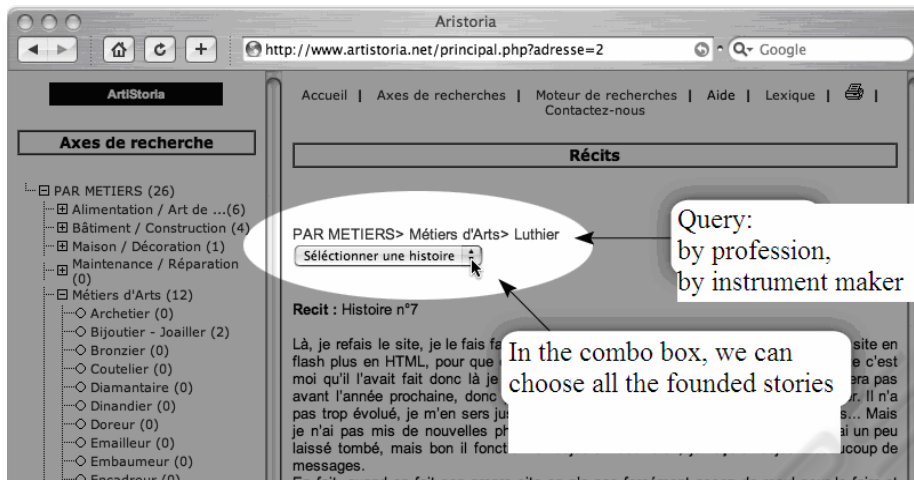 Aristoria
http://www.artistoria.net/principal.php?adresse=2
Google
ArtiStoria
Axes de recherche
PAR METIERS (26)
Alimentation / Art de ...(6)
Bâtiment / Construction (4)
Maison / Décoration (1)
Maintenance / Réparation
(0)
Métiers d'Arts (12)
Archetier (0)
Bijoutier - Joailler (2)
Bronzier (0)
Coutelier (0)
Diamantaire (0)
Dinandier (0)
Doreur (0)
Emailleur (0)
Embaumeur (0)
Encadreur (0)
Accueil | Axes de recherches | Moteur de recherches | Aide | Lexique | |
Contactez-nous
Récits
PAR METIERS> Métiers d'Arts> Luthier
Séléctionner une histoire
Query:
by profession,
by instrument maker
Recit : Histoire n°7
In the combo box, we can
choose all the founded stories
Là, je refais le site, je le fais site en
flash plus en HTML, pour que c'est
moi qu'il l'avait fait donc là je pas
avant l'année prochaine, donc Il n'a
pas trop évolué, je m'en sers Mais
je n'ai pas mis de nouvelles un peu
laissé tombé, mais bon il de
messages.